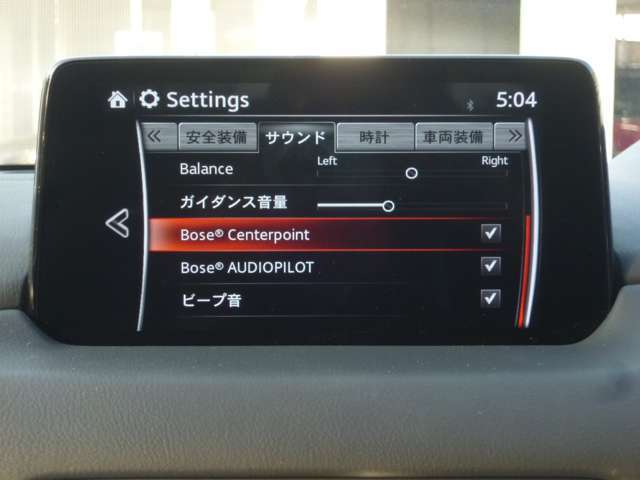 Settings 5:04
安全装備 サウンド 時計 車両装備
Balance Left Right
ガイダンス音量
Bose® Centerpoint
Bose® AUDIOPILOT
ビープ音